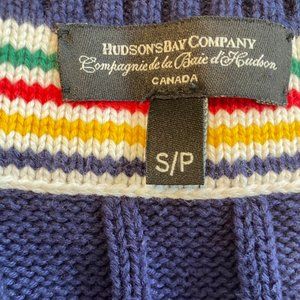 HUDSON'S BAY COMPANY
Compagnie de la Baie d'Hudson
CANADA
S/P